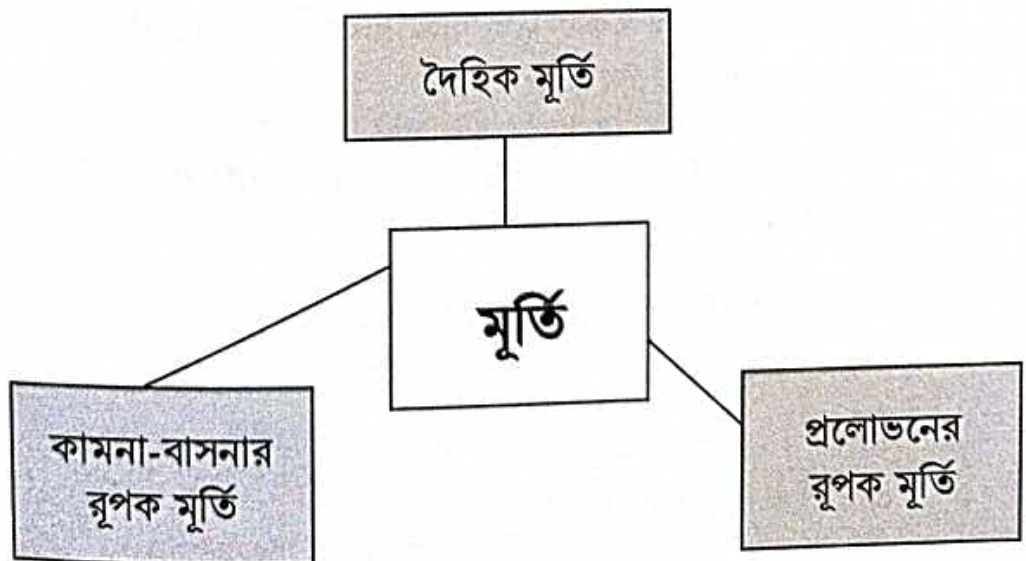 দৈহিক মূর্তি
মূর্তি
কামনা-বাসনার
রূপক মূর্তি
প্রলোভনের
রূপক মূর্তি